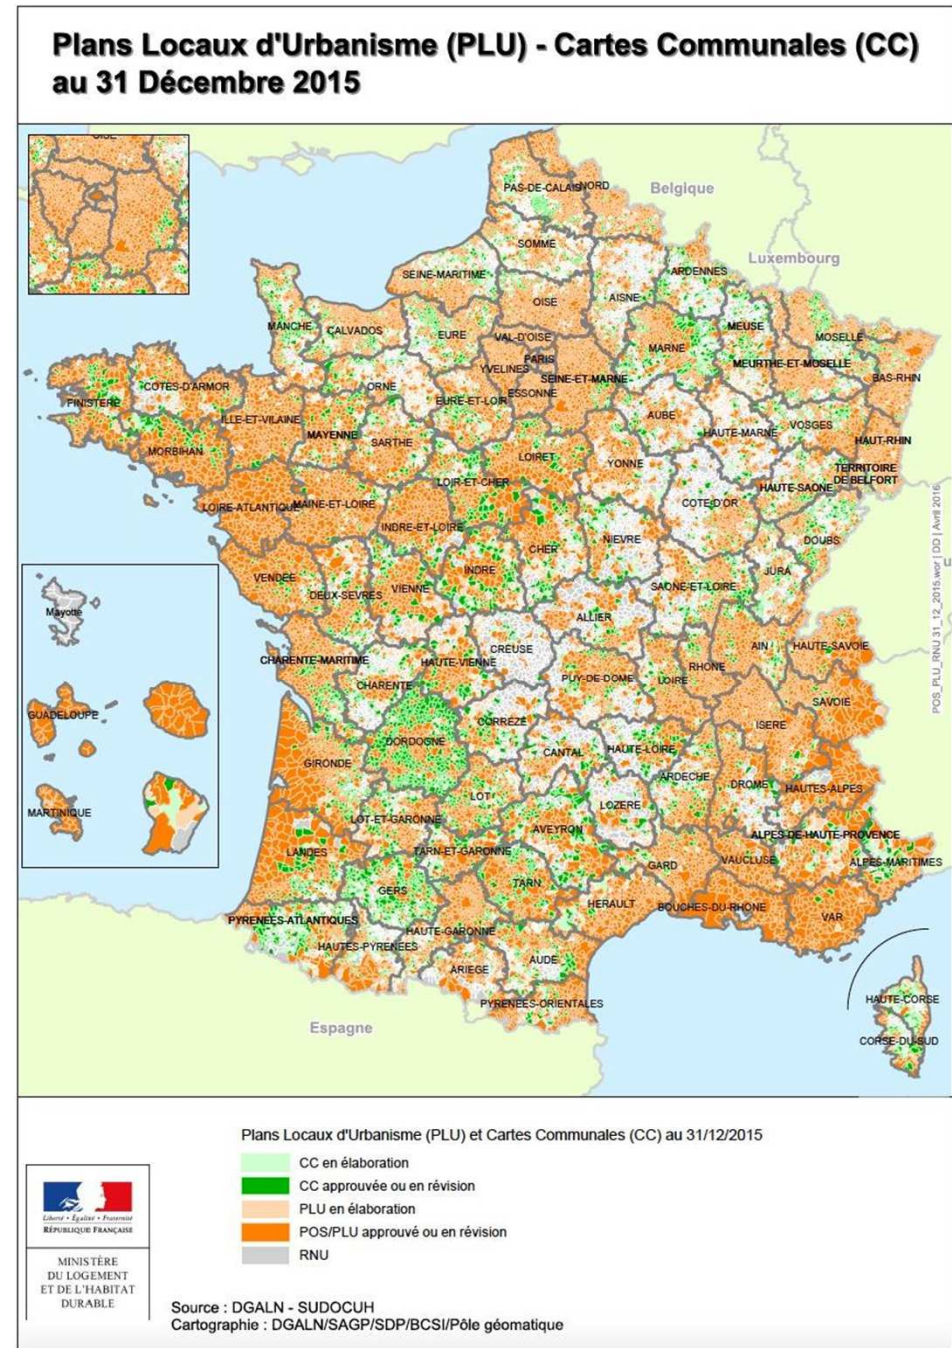 Plans Locaux d'Urbanisme (PLU) - Cartes Communales (CC)
au 31 Décembre 2015
OISE
Belgique
Luxembourg
Espagne
PAS-DE-CALAIS
NORD
SOMME
SEINE-MARITIME
ARDENNES
AISNE
OISE
MANCHE
CALVADOS
EURE
VAL-D'OISE
MEUSE
MOSELLE
MARNE
PARIS
YVELINES
MEURTHE-ET-MOSELLE
BAS-RHIN
SEINE-ET-MARNE
COTES-D'ARMOR
ORNE
ESSONNE
FINISTERE
EURE-ET-LOIR
AUBE
ILLE-ET-VILAINE
MAYENNE
SARTHE
HAUTE-MARNE
VOSGES
HAUT-RHIN
MORBIHAN
LOIRET
YONNE
TERRITOIRE
DE BELFORT
LOIR-ET-CHER
HAUTE-SAONE
LOIRE-ATLANTIQUE
MAINE-ET-LOIRE
COTE-D'OR
INDRE-ET-LOIRE
NIEVRE
DOUBS
CHER
VENDEE
INDRE
JURA
DEUX-SEVRES
VIENNE
SAONE-ET-LOIRE
ALLIER
CREUSE
AIN
HAUTE-SAVOIE
CHARENTE-MARITIME
HAUTE-VIENNE
RHONE
CHARENTE
PUY-DE-DOME
LOIRE
SAVOIE
CORREZE
ISERE
DORDOGNE
CANTAL
HAUTE-LOIRE
GIRONDE
ARDECHE
DROME
HAUTES-ALPES
LOT
LOZERE
LOT-ET-GARONNE
AVEYRON
ALPES-DE-HAUTE-PROVENCE
LANDES
TARN-ET-GARONNE
GARD
VAUCLUSE
ALPES-MARITIMES
TARN
GERS
HERAULT
BOUCHES-DU-RHONE
VAR
PYRENEES-ATLANTIQUES
HAUTE-GARONNE
HAUTES-PYRENEES
AUDE
ARIEGE
PYRENEES-ORIENTALES
HAUTE-CORSE
CORSE-DU-SUD
Mayotte
GUADELOUPE
MARTINIQUE
POS_PLU_RNU 31_12_2015.wor | DD | Avril 2016
Plans Locaux d'Urbanisme (PLU) et Cartes Communales (CC) au 31/12/2015
CC en élaboration
CC approuvée ou en révision
PLU en élaboration
POS/PLU approuvé ou en révision
RNU
Liberté • Égalité • Fraternité
RÉPUBLIQUE FRANÇAISE
MINISTÈRE
DU LOGEMENT
ET DE L'HABITAT
DURABLE
Source : DGALN - SUDOCUH
Cartographie : DGALN/SAGP/SDP/BCSI/Pôle géomatique